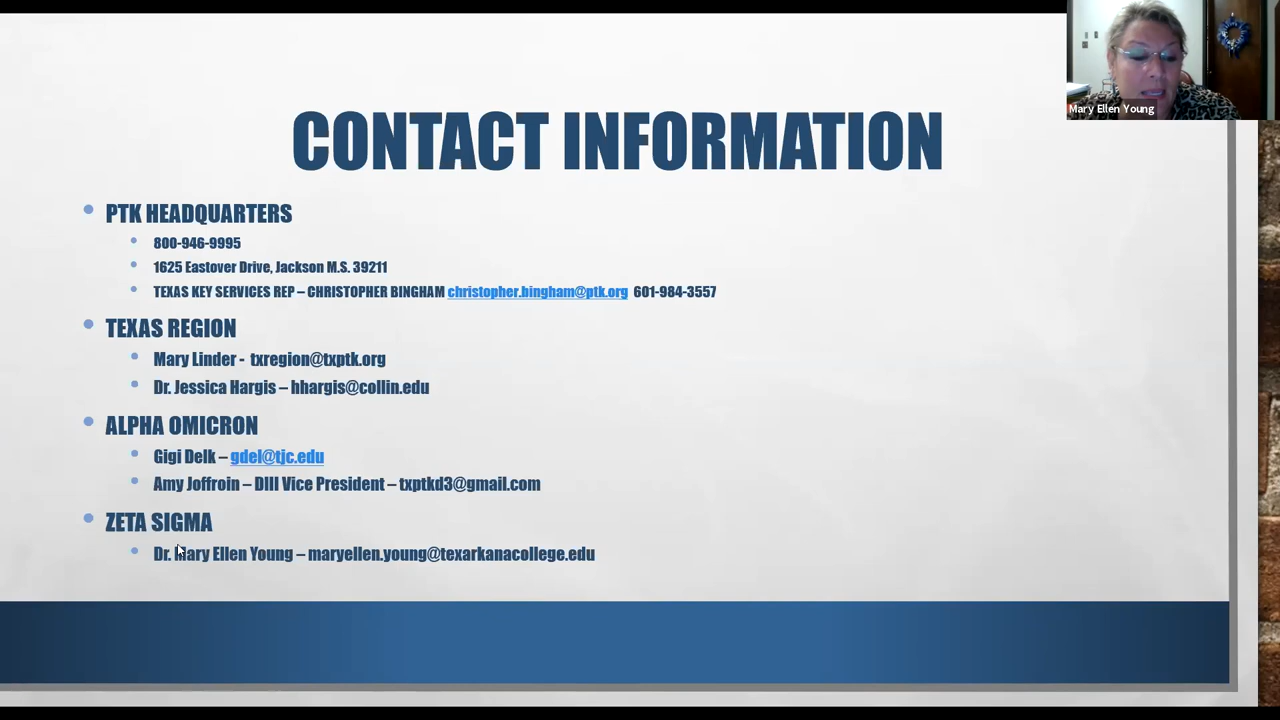 Mary Ellen Young
CONTACT INFORMATION
PTK HEADQUARTERS
800-946-9995
1625 Eastover Drive, Jackson M.S. 39211
TEXAS KEY SERVICES REP – CHRISTOPHER BINGHAM christopher.bingham@ptk.org 601-984-3557
TEXAS REGION
Mary Linder - txregion@txptk.org
Dr. Jessica Hargis – hhargis@collin.edu
ALPHA OMICRON
Gigi Delk – gdel@tjc.edu
Amy Joffroin – DIII Vice President – txptkd3@gmail.com
ZETA SIGMA
Dr. Mary Ellen Young – maryellen.young@texarkanacollege.edu